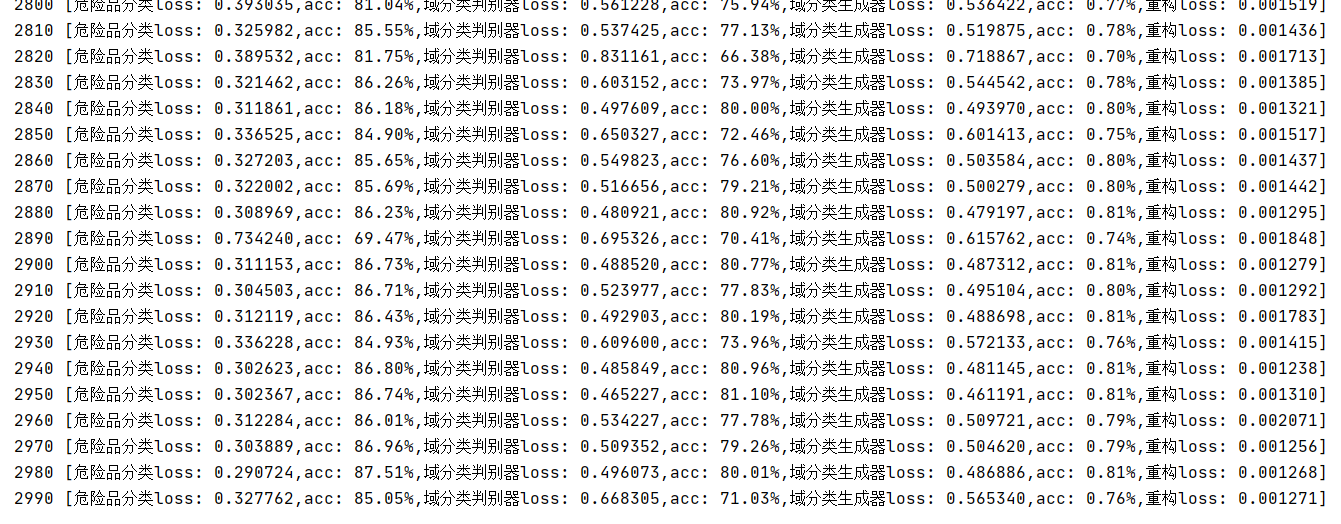 2800 [危险品分类loss: 0.393035,acc: 81.04%,域分类判别器loss: 0.561228,acc: 75.94%,域分类生成器loss: 0.536422,acc: 0.77%,重构loss: 0.001519]
2810 [危险品分类loss: 0.325982,acc: 85.55%,域分类判别器loss: 0.537425,acc: 77.13%,域分类生成器loss: 0.519875,acc: 0.78%,重构loss: 0.001436]
2820 [危险品分类loss: 0.389532,acc: 81.75%,域分类判别器loss: 0.831161,acc: 66.38%,域分类生成器loss: 0.718867,acc: 0.70%,重构loss: 0.001713]
2830 [危险品分类loss: 0.321462,acc: 86.26%,域分类判别器loss: 0.603152,acc: 73.97%,域分类生成器loss: 0.544542,acc: 0.78%,重构loss: 0.001385]
2840 [危险品分类loss: 0.311861,acc: 86.18%,域分类判别器loss: 0.497609,acc: 80.00%,域分类生成器loss: 0.493970,acc: 0.80%,重构loss: 0.001321]
2850 [危险品分类loss: 0.336525,acc: 84.90%,域分类判别器loss: 0.650327,acc: 72.46%,域分类生成器loss: 0.601413,acc: 0.75%,重构loss: 0.001517]
2860 [危险品分类loss: 0.327203,acc: 85.65%,域分类判别器loss: 0.549823,acc: 76.60%,域分类生成器loss: 0.503584,acc: 0.80%,重构loss: 0.001437]
2870 [危险品分类loss: 0.322002,acc: 85.69%,域分类判别器loss: 0.516656,acc: 79.21%,域分类生成器loss: 0.500279,acc: 0.80%,重构loss: 0.001442]
2880 [危险品分类loss: 0.308969,acc: 86.23%,域分类判别器loss: 0.480921,acc: 80.92%,域分类生成器loss: 0.479197,acc: 0.81%,重构loss: 0.001295]
2890 [危险品分类loss: 0.734240,acc: 69.47%,域分类判别器loss: 0.695326,acc: 70.41%,域分类生成器loss: 0.615762,acc: 0.74%,重构loss: 0.001848]
2900 [危险品分类loss: 0.311153,acc: 86.73%,域分类判别器loss: 0.488520,acc: 80.77%,域分类生成器loss: 0.487312,acc: 0.81%,重构loss: 0.001279]
2910 [危险品分类loss: 0.304503,acc: 86.71%,域分类判别器loss: 0.523977,acc: 77.83%,域分类生成器loss: 0.495104,acc: 0.80%,重构loss: 0.001292]
2920 [危险品分类loss: 0.312119,acc: 86.43%,域分类判别器loss: 0.492903,acc: 80.19%,域分类生成器loss: 0.488698,acc: 0.81%,重构loss: 0.001783]
2930 [危险品分类loss: 0.336228,acc: 84.93%,域分类判别器loss: 0.609600,acc: 73.96%,域分类生成器loss: 0.572133,acc: 0.76%,重构loss: 0.001415]
2940 [危险品分类loss: 0.302623,acc: 86.80%,域分类判别器loss: 0.485849,acc: 80.96%,域分类生成器loss: 0.481145,acc: 0.81%,重构loss: 0.001238]
2950 [危险品分类loss: 0.302367,acc: 86.74%,域分类判别器loss: 0.465227,acc: 81.10%,域分类生成器loss: 0.461191,acc: 0.81%,重构loss: 0.001310]
2960 [危险品分类loss: 0.312284,acc: 86.01%,域分类判别器loss: 0.534227,acc: 77.78%,域分类生成器loss: 0.509721,acc: 0.79%,重构loss: 0.002071]
2970 [危险品分类loss: 0.303889,acc: 86.96%,域分类判别器loss: 0.509352,acc: 79.26%,域分类生成器loss: 0.504620,acc: 0.79%,重构loss: 0.001256]
2980 [危险品分类loss: 0.290724,acc: 87.51%,域分类判别器loss: 0.496073,acc: 80.01%,域分类生成器loss: 0.486886,acc: 0.81%,重构loss: 0.001268]
2990 [危险品分类loss: 0.327762,acc: 85.05%,域分类判别器loss: 0.668305,acc: 71.03%,域分类生成器loss: 0.565340,acc: 0.76%,重构loss: 0.001271]